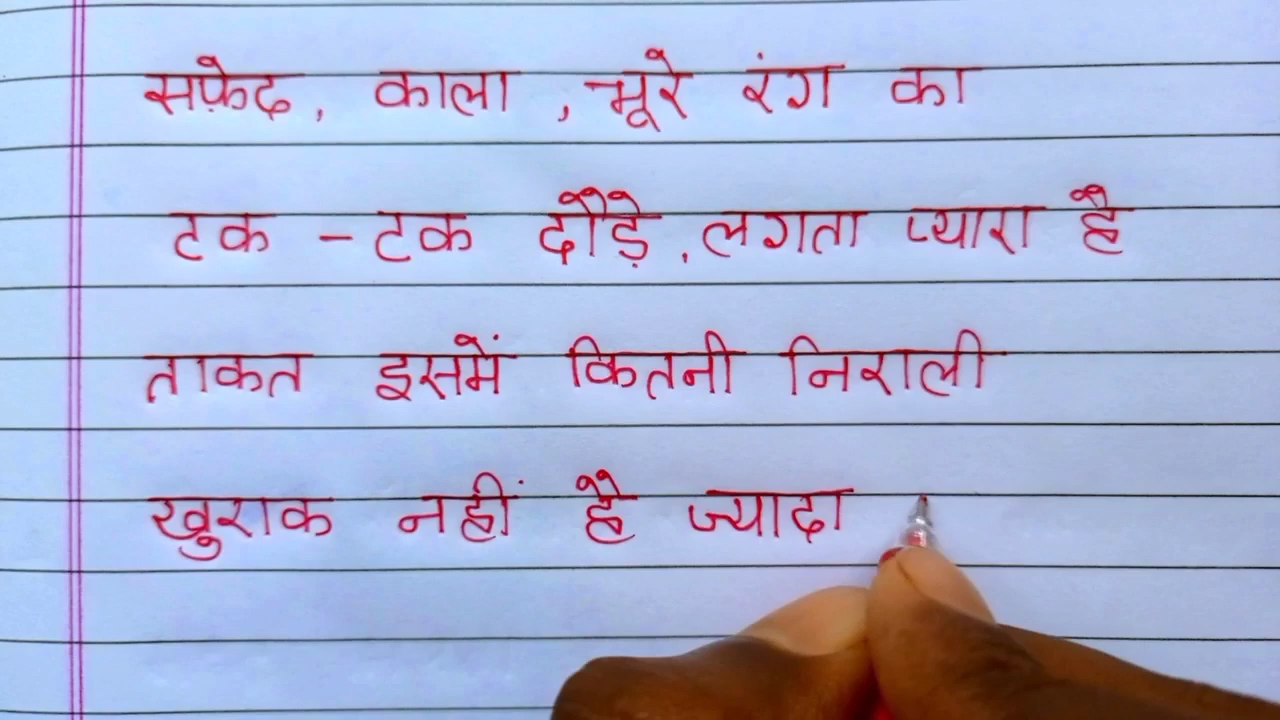 सफ़ेद, काला, भूरे रंग का
टक - टक दौड़े, लगता प्यारा है
ताकत इसमें कितनी निराली
खुराक नहीं है ज्यादा